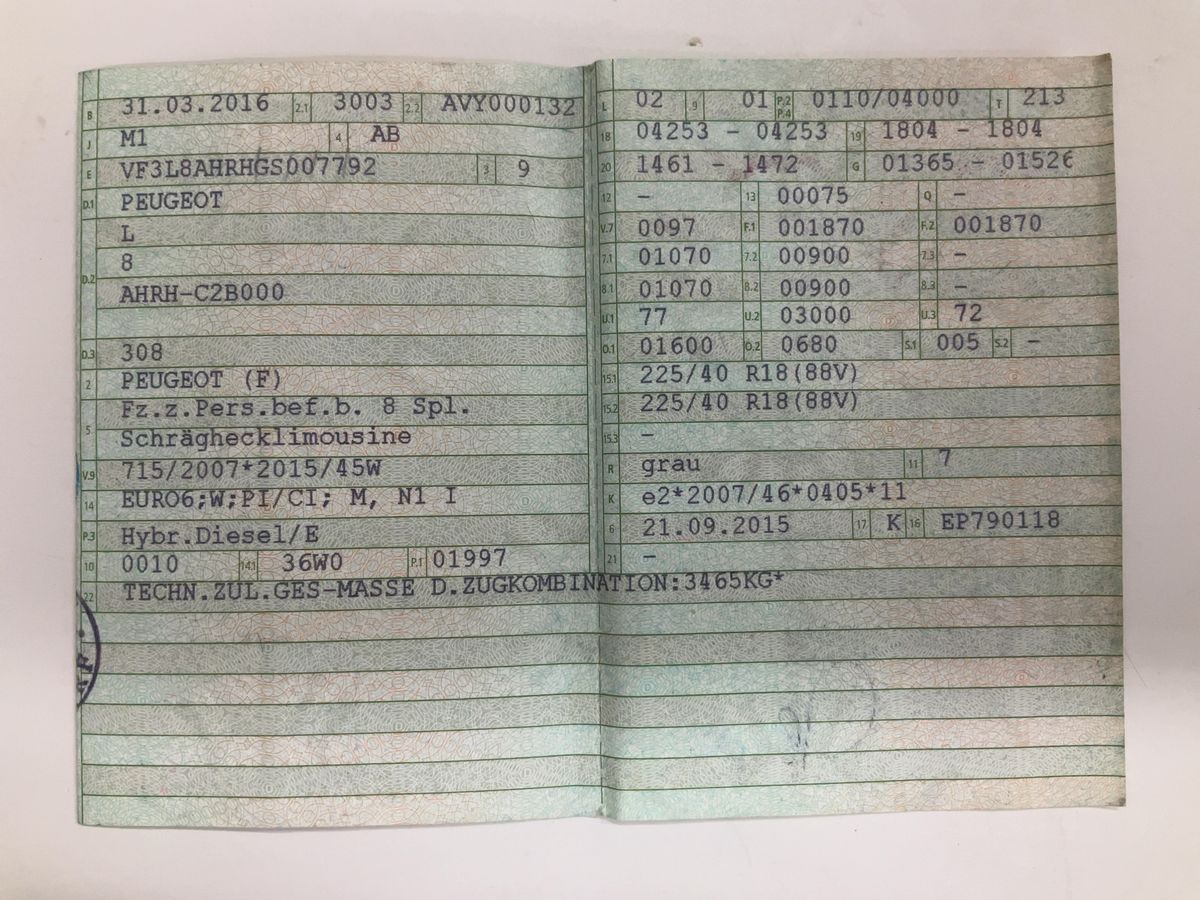 B 31.03.2016 2.1 3003 2.2 AVY000132
J M1 4 AB
E VF3L8AHRHGS007792 3 9
D.1 PEUGEOT
L
D.2 8
AHRH-C2B000
D.3 308
2 PEUGEOT (F)
5 Fz.z.Pers.bef.b. 8 Spl.
Schräghecklimousine
V.9 715/2007*2015/45W
14 EURO6;W;PI/CI; M, N1 I
P.3 Hybr.Diesel/E
10 0010 14.1 36W0 P.1 01997
22 TECHN.ZUL.GES-MASSE D.ZUGKOMBINATION:3465KG*
L 02 9 01 P.2 P.4 0110/04000 T 213
18 04253 - 04253 19 1804 - 1804
20 1461 - 1472 G 01365 - 01526
12 - 13 00075 Q -
V.7 0097 F.1 001870 F.2 001870
7.1 01070 7.2 00900 7.3 -
8.1 01070 8.2 00900 8.3 -
U.1 77 U.2 03000 U.3 72
O.1 01600 O.2 0680 S.1 005 S.2 -
15.1 225/40 R18(88V)
15.2 225/40 R18(88V)
15.3 -
R grau 11 7
K e2*2007/46*0405*11
6 21.09.2015 17 K 16 EP790118
21 -